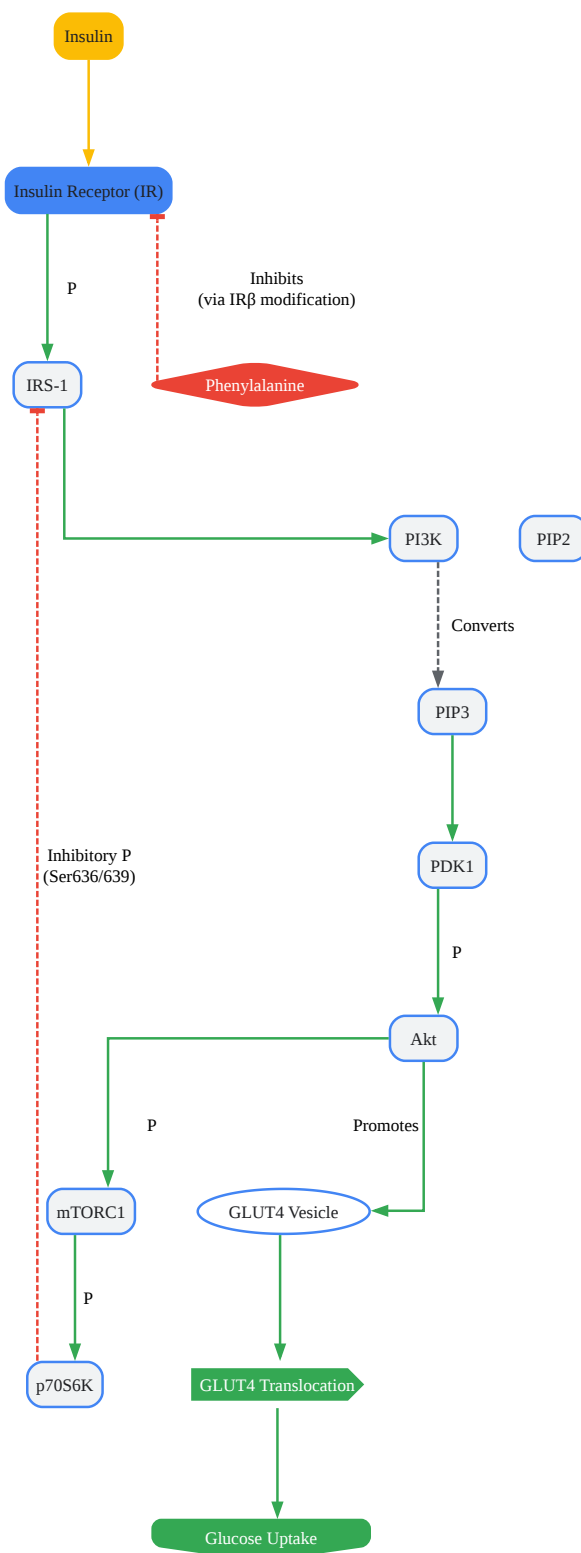 Insulin
Insulin Receptor (IR)
P
Inhibits
(via IRβ modification)
IRS-1
Phenylalanine
PI3K
PIP2
Converts
PIP3
Inhibitory P
(Ser636/639)
PDK1
P
Akt
P
Promotes
mTORC1
GLUT4 Vesicle
P
p70S6K
GLUT4 Translocation
Glucose Uptake